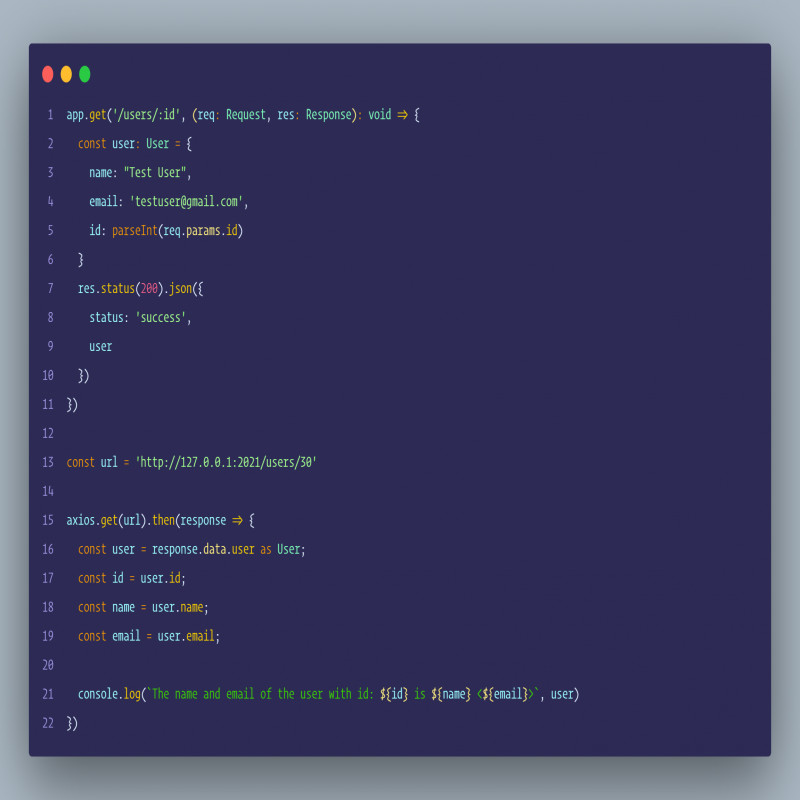 1 app.get('/users/:id', (req: Request, res: Response): void => {
2 const user: User = {
3 name: "Test User",
4 email: 'testuser@gmail.com',
5 id: parseInt(req.params.id)
6 }
7 res.status(200).json({
8 status: 'success',
9 user
10 })
11 })
12
13 const url = 'http://127.0.0.1:2021/users/30'
14
15 axios.get(url).then(response => {
16 const user = response.data.user as User;
17 const id = user.id;
18 const name = user.name;
19 const email = user.email;
20
21 console.log(`The name and email of the user with id: ${id} is ${name} <${email}>`, user)
22 })